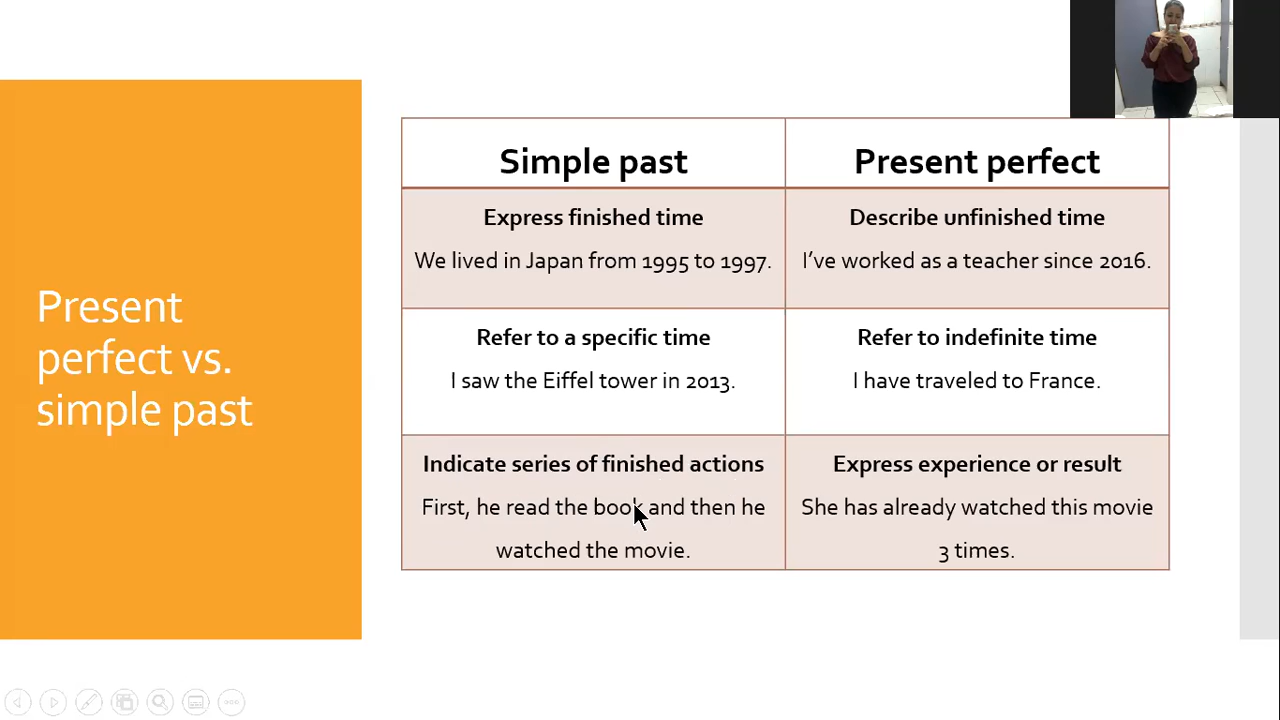 Present
perfect vs.
simple past
Simple past
Present perfect
Express finished time
We lived in Japan from 1995 to 1997.
Describe unfinished time
I’ve worked as a teacher since 2016.
Refer to a specific time
I saw the Eiffel tower in 2013.
Refer to indefinite time
I have traveled to France.
Indicate series of finished actions
First, he read the book and then he
watched the movie.
Express experience or result
She has already watched this movie
3 times.